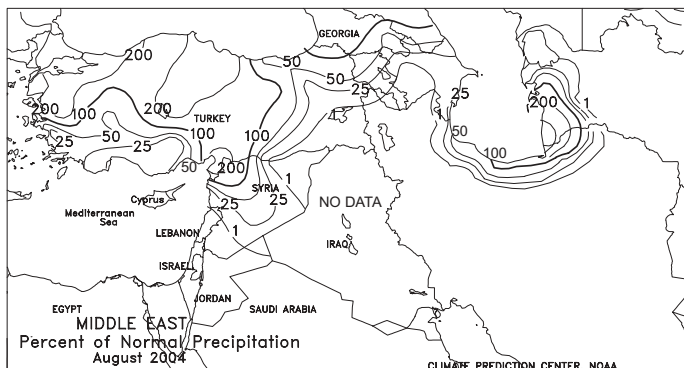 GEORGIA
200
50
50
25
25
200
1
200
100
200
TURKEY
1
1
50
100
100
50
25
25
50
100
200
1
SYRIA
NO DATA
Cyprus
25
25
Mediterranean
Sea
LEBANON
1
IRAQ
ISRAEL
JORDAN
EGYPT
SAUDI ARABIA
MIDDLE EAST
Percent of Normal Precipitation
August 2004
CLIMATE PREDICTION CENTER, NOAA